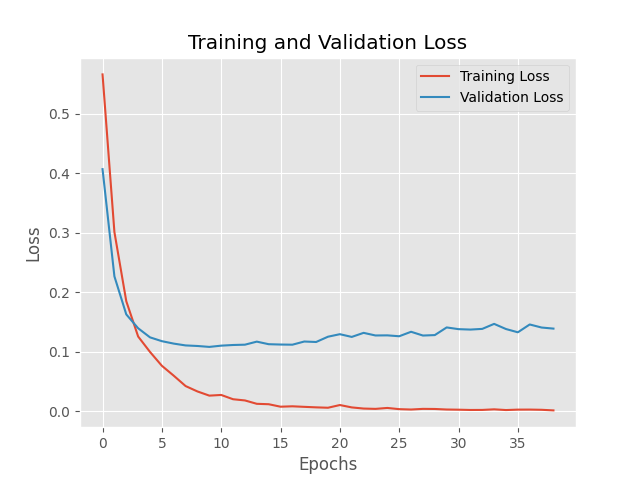 Training and Validation Loss
Training Loss
Validation Loss
0.5
0.4
0.3
0.2
0.1
0.0
Loss
0 5 10 15 20 25 30 35
Epochs